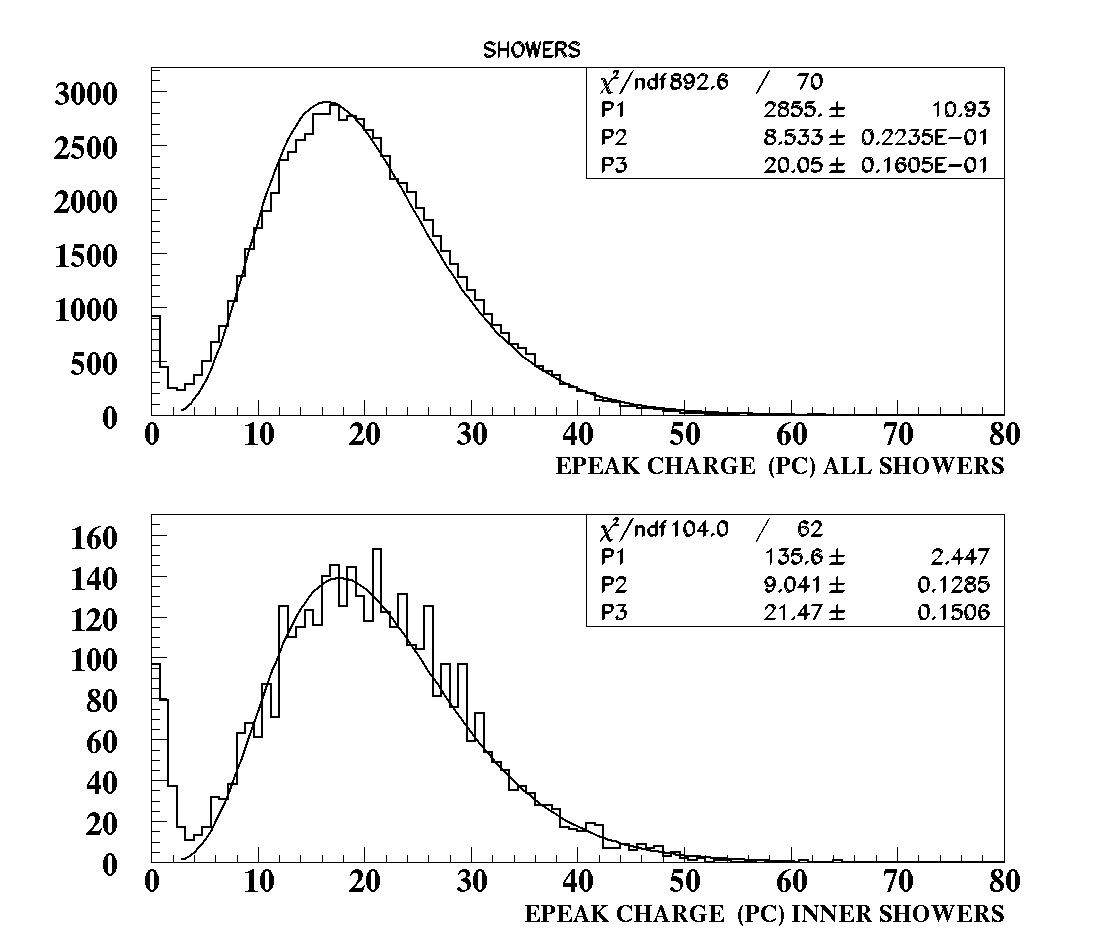 SHOWERS
χ²/ndf 892.6 / 70
P1 2855. ± 10.93
P2 8.533 ± 0.2235E-01
P3 20.05 ± 0.1605E-01
3000
2500
2000
1500
1000
500
0
0 10 20 30 40 50 60 70 80
EPEAK CHARGE (PC) ALL SHOWERS
χ²/ndf 104.0 / 62
P1 135.6 ± 2.447
P2 9.041 ± 0.1285
P3 21.47 ± 0.1506
160
140
120
100
80
60
40
20
0
0 10 20 30 40 50 60 70 80
EPEAK CHARGE (PC) INNER SHOWERS